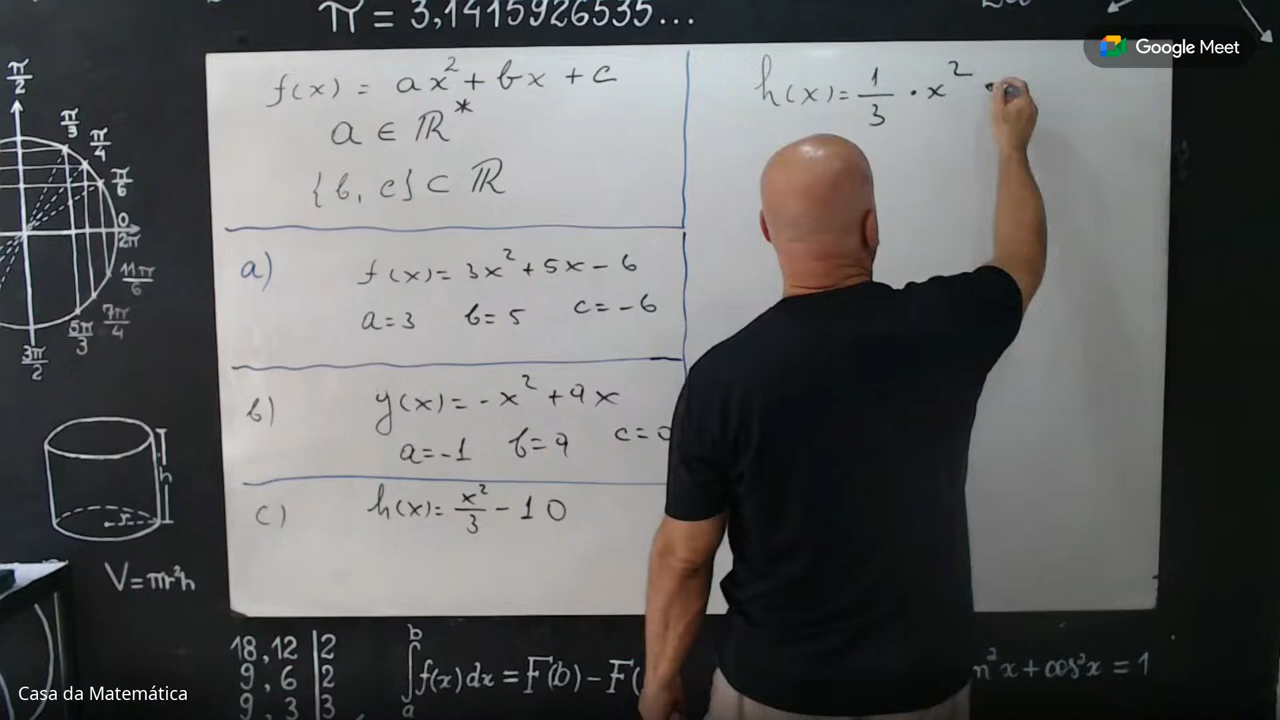 π = 3,1415926535...
Google Meet
f(x) = ax² + bx + c
a ∈ ℝ*
{b, c} ⊂ ℝ
a) f(x) = 3x² + 5x - 6
a = 3 b = 5 c = -6
b) y(x) = -x² + 9x
a = -1 b = 9 c = 0
c) h(x) = x²/3 - 10
h(x) = 1/3 · x²
π/2
π/3
π/4
π/6
0
2π
11π/6
7π/4
5π/3
3π/2
h
r
V = πr²h
18, 12 | 2
9, 6 | 2
9, 3 | 3
∫ₐᵇ f(x)dx = F(b) - F(
n²x + cos²x = 1
Casa da Matemática